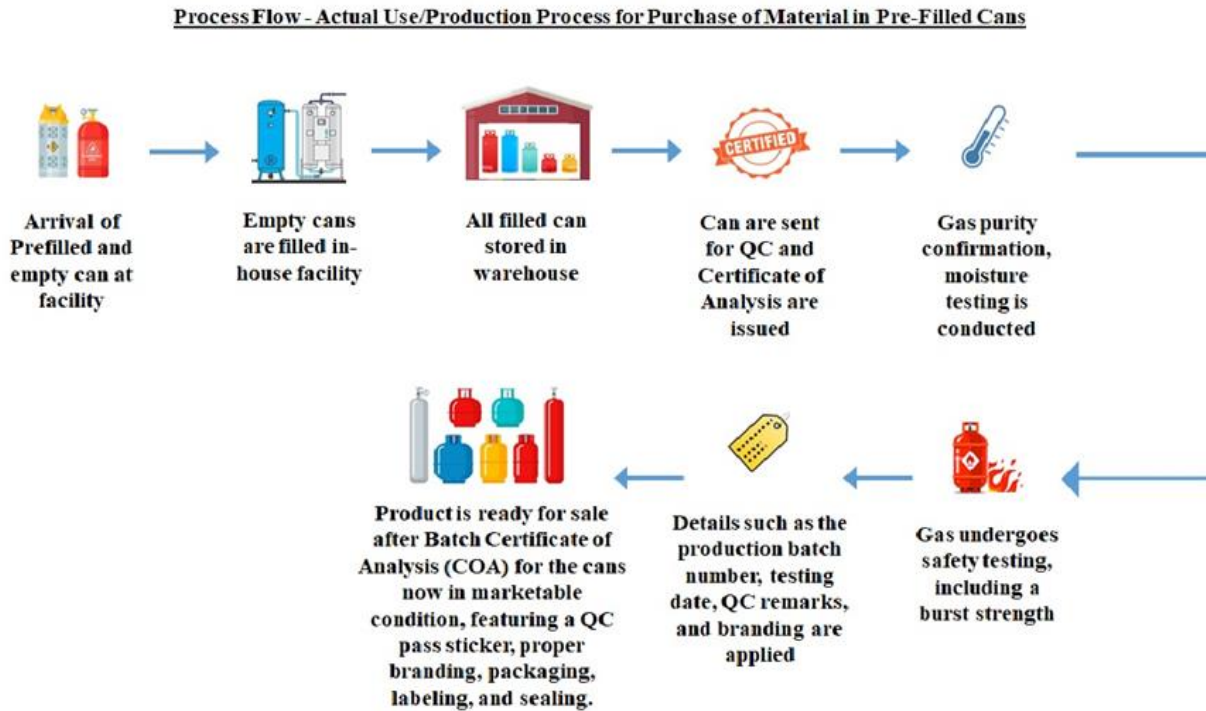 Process Flow - Actual Use/Production Process for Purchase of Material in Pre-Filled Cans
Arrival of
Prefilled and
empty can at
facility
Empty cans
are filled in-
house facility
All filled can
stored in
warehouse
CERTIFIED
Can are sent
for QC and
Certificate of
Analysis are
issued
Gas purity
confirmation,
moisture
testing is
conducted
Gas undergoes
safety testing,
including a
burst strength
Details such as the
production batch
number, testing
date, QC remarks,
and branding are
applied
Product is ready for sale
after Batch Certificate of
Analysis (COA) for the cans
now in marketable
condition, featuring a QC
pass sticker, proper
branding, packaging,
labeling, and sealing.